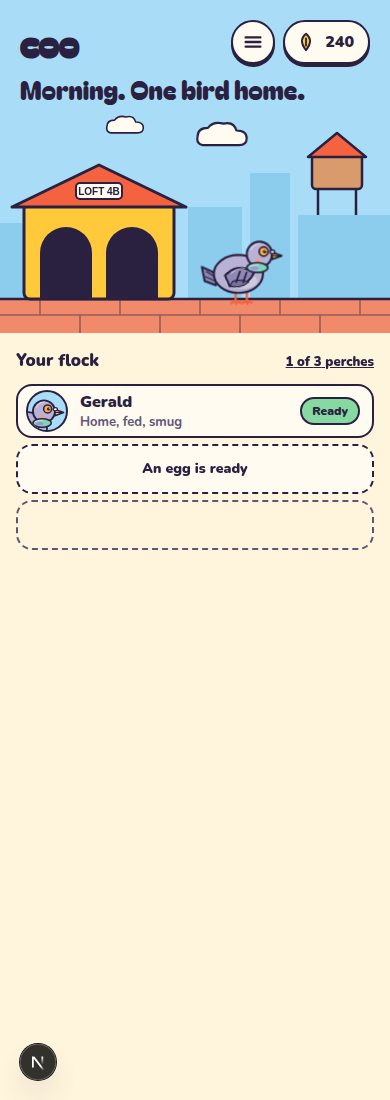 coo
240
Morning. One bird home.
LOFT 4B
Your flock
1 of 3 perches
Gerald
Home, fed, smug
Ready
An egg is ready
N